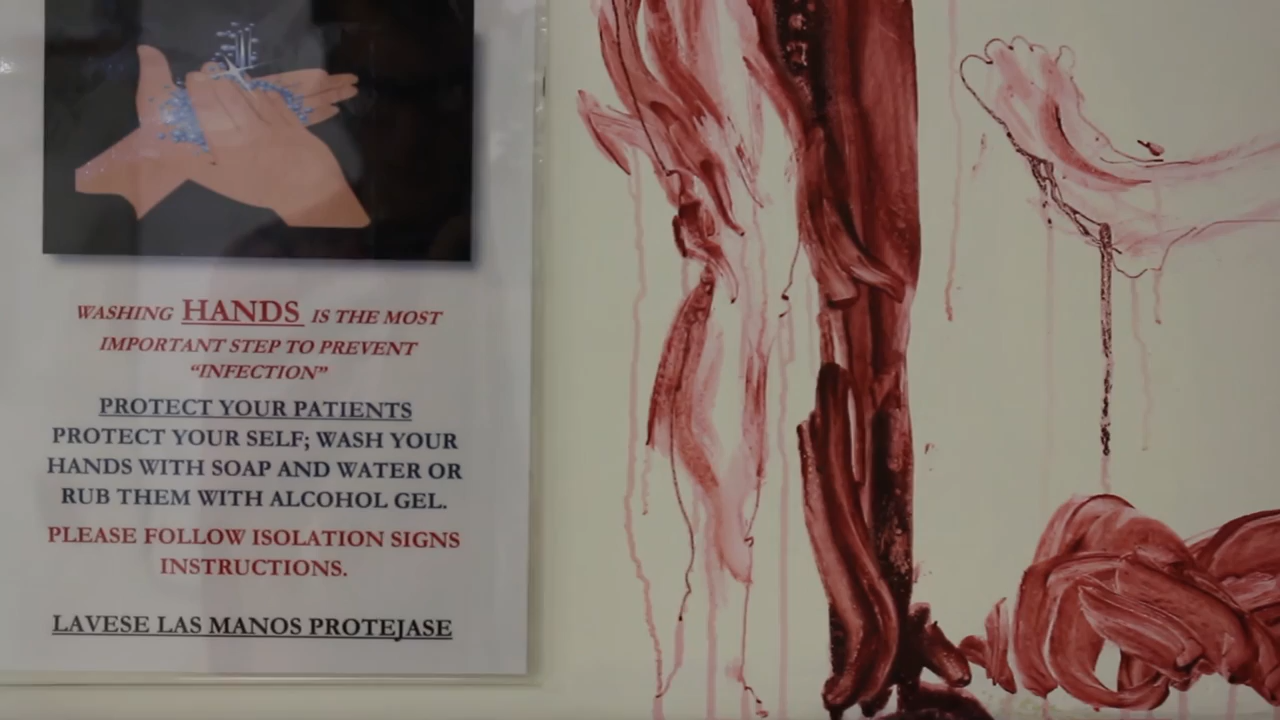 WASHING HANDS IS THE MOST
IMPORTANT STEP TO PREVENT
“INFECTION”
PROTECT YOUR PATIENTS
PROTECT YOUR SELF; WASH YOUR
HANDS WITH SOAP AND WATER OR
RUB THEM WITH ALCOHOL GEL.
PLEASE FOLLOW ISOLATION SIGNS
INSTRUCTIONS.
LAVESE LAS MANOS PROTEJASE